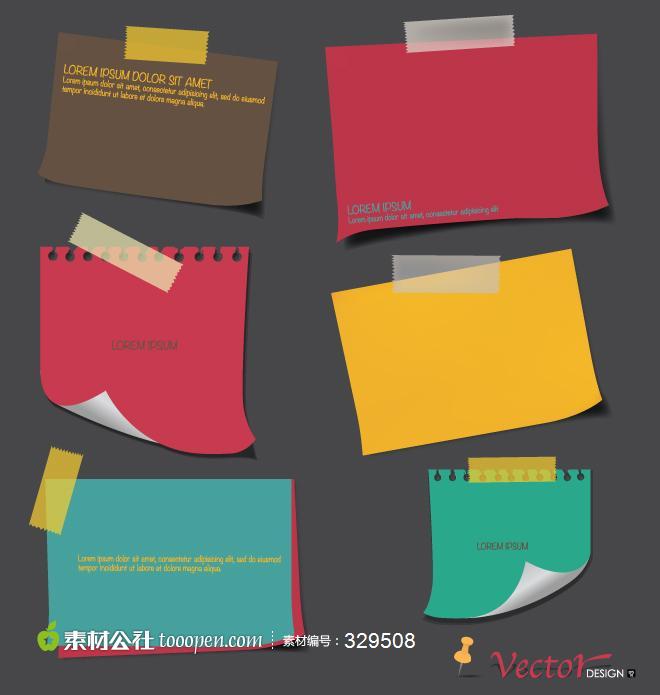 LOREM IPSUM DOLOR SIT AMET
Lorem ipsum dolor sit amet, consectetur adipisicing elit, sed do eiusmod
tempor incididunt ut labore et dolore magna aliqua.
LOREM IPSUM
Lorem ipsum dolor sit amet, consectetur adipisicing elit
LOREM IPSUM
LOREM IPSUM
Lorem ipsum dolor sit amet, consectetur adipisicing elit, sed do eiusmod
tempor incididunt ut labore et dolore magna aliqua.
素材公社 tooopen.com 素材编号：329508
Vector DESIGN